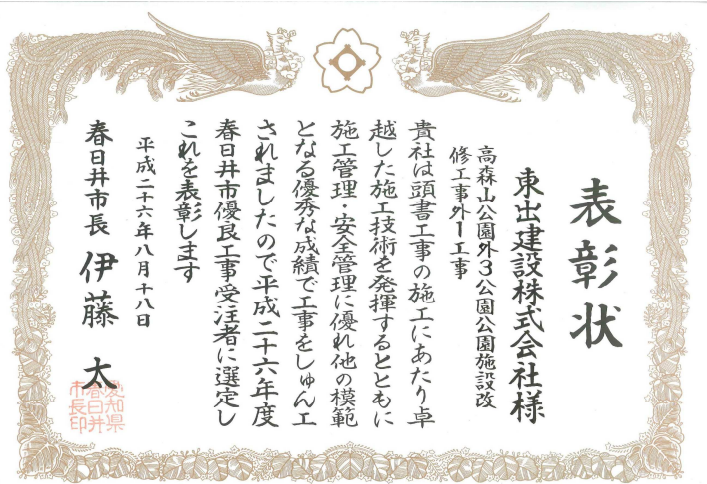 表彰状
東出建設株式会社様
高森山公園外3公園公園施設改
修工事外1工事
貴社は頭書工事の施工にあたり卓
越した施工技術を発揮するとともに
施工管理・安全管理に優れ他の模範
となる優秀な成績で工事をしゅん工
されましたので平成二十六年度
春日井市優良工事受注者に選定し
これを表彰します
平成二十六年八月十八日
春日井市長 伊藤 太
愛知県
春日井
市長印